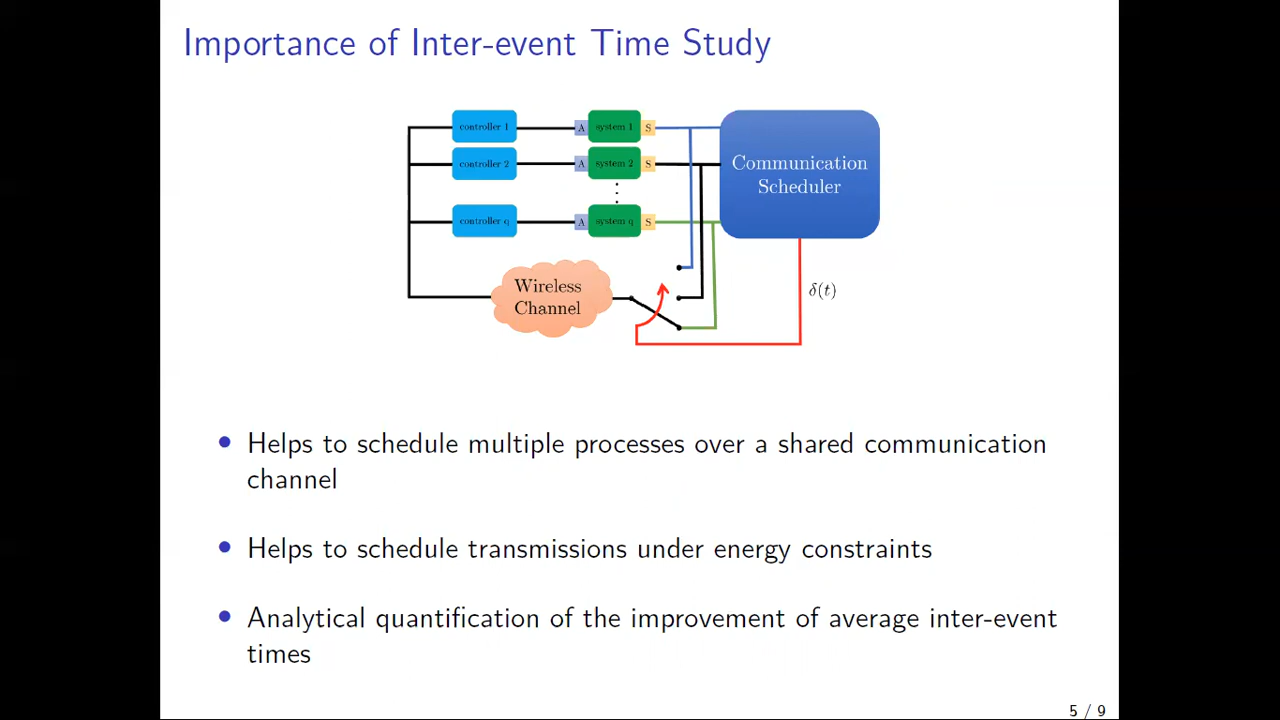 Importance of Inter-event Time Study
controller 1
A
system 1
S
controller 2
A
system 2
S
controller q
A
system q
S
Communication
Scheduler
Wireless
Channel
δ(t)
• Helps to schedule multiple processes over a shared communication
channel
• Helps to schedule transmissions under energy constraints
• Analytical quantification of the improvement of average inter-event
times
5 / 9